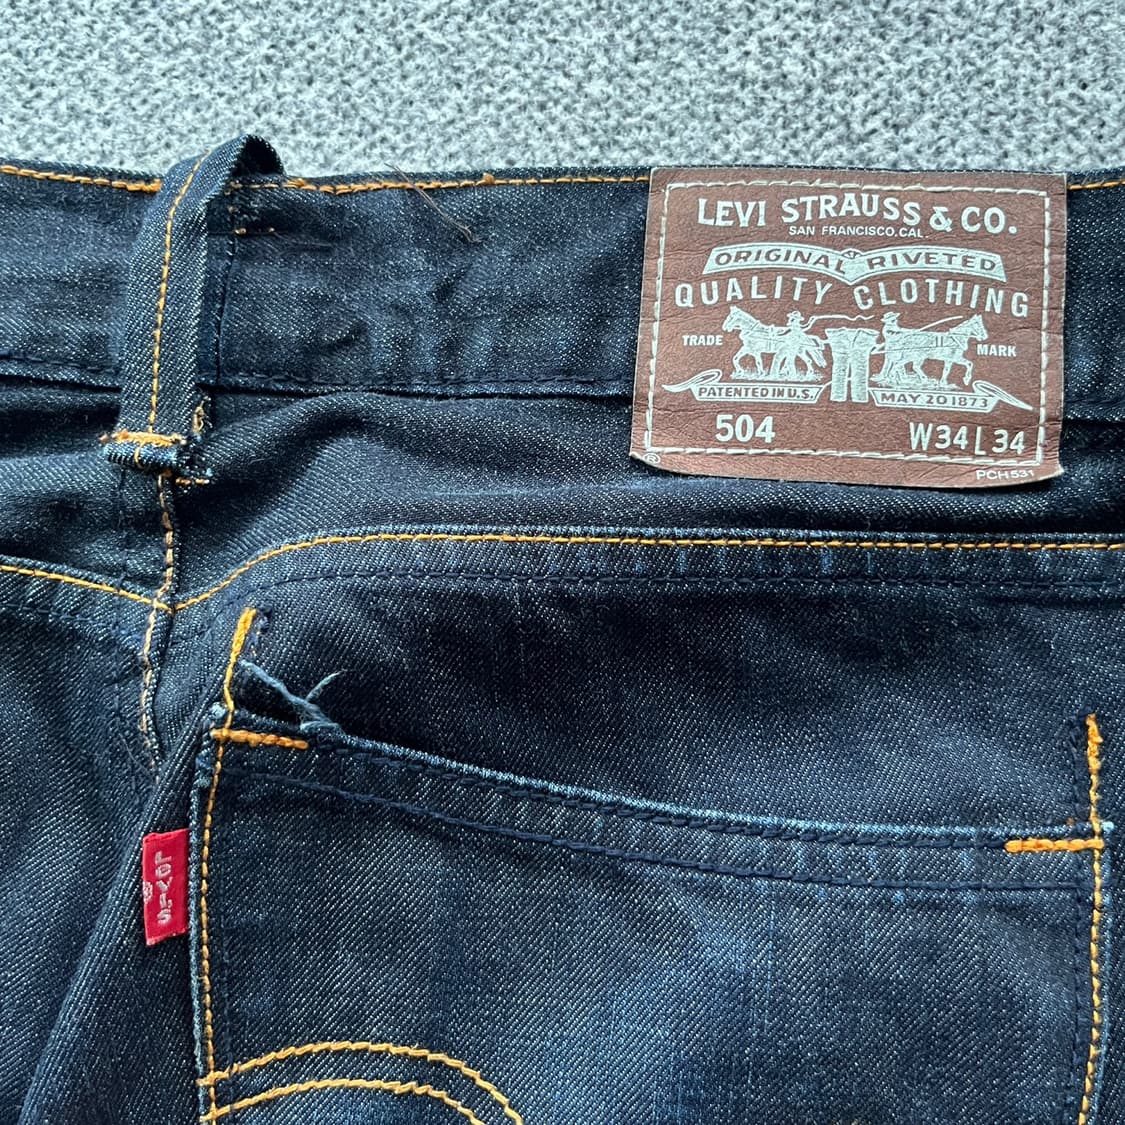 LEVI STRAUSS & CO.
SAN FRANCISCO, CAL.
ORIGINAL RIVETED
QUALITY CLOTHING
TRADE MARK
PATENTED IN U.S. MAY 20 1873
504 W34 L34
®
PCH531
LEVI'S
®